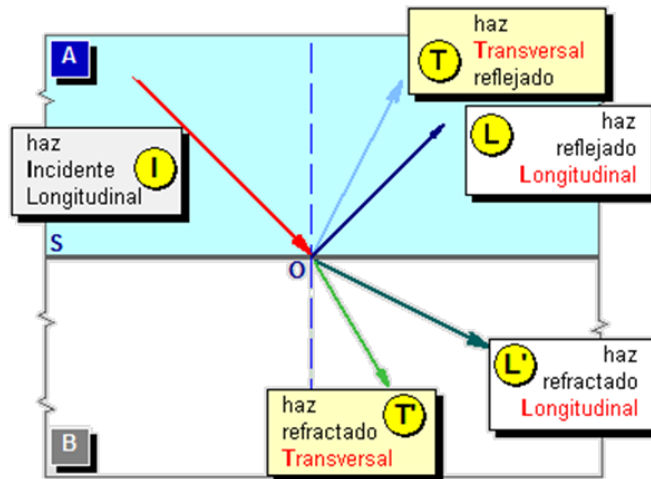 A
haz
Transversal
reflejado
T
haz
reflejado
Longitudinal
L
haz
Incidente
Longitudinal
I
S
O
L'
haz
refractado
Longitudinal
haz
refractado
Transversal
T'
B